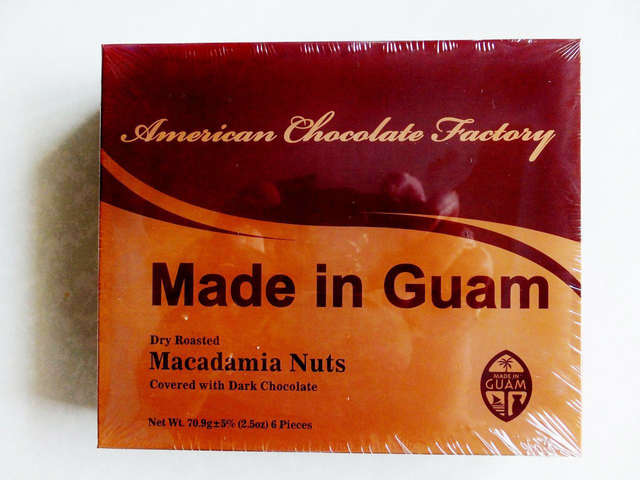 American Chocolate Factory
Made in Guam
Dry Roasted
Macadamia Nuts
Covered with Dark Chocolate
MADE IN
GUAM
Net Wt. 70.9g±5% (2.5oz) 6 Pieces